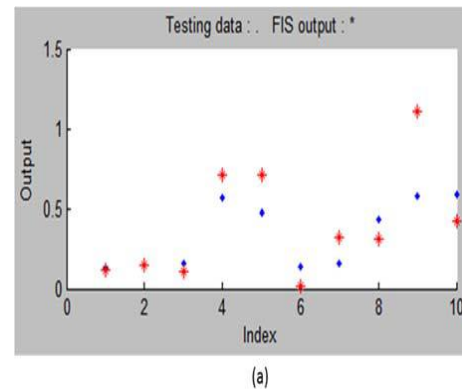 Testing data : .   FIS output : *
1.5
1
0.5
0
Output
0 2 4 6 8 10
Index
(a)